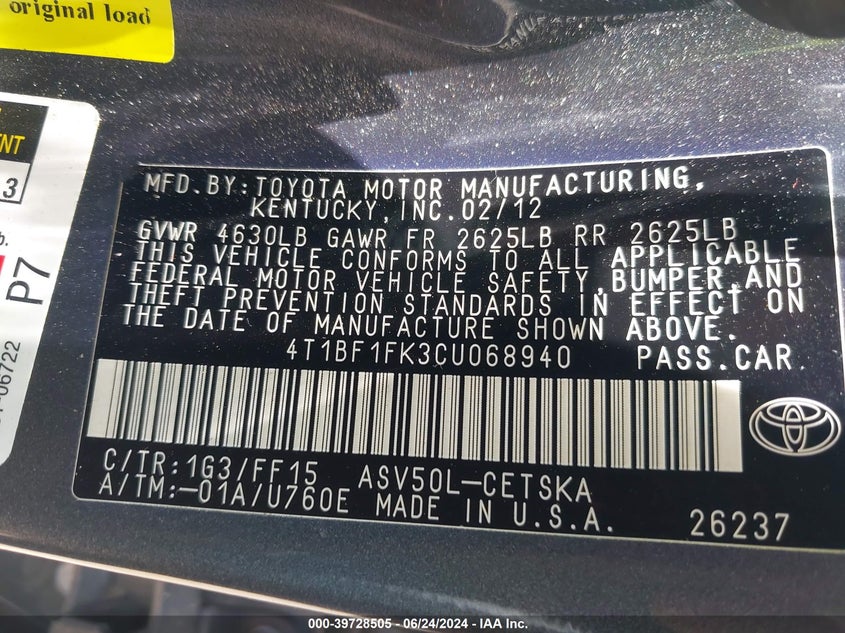 original load
ENT
3
b.
P7
06722
MFD.BY:TOYOTA MOTOR MANUFACTURING,
KENTUCKY,INC.02/12
GVWR 4630LB GAWR FR 2625LB RR 2625LB
THIS VEHICLE CONFORMS TO ALL APPLICABLE
FEDERAL MOTOR VEHICLE SAFETY,BUMPER,AND
THEFT PREVENTION STANDARDS IN EFFECT ON
THE DATE OF MANUFACTURE SHOWN ABOVE.
4T1BF1FK3CU068940 PASS.CAR.
C/TR:1G3/FF15 ASV50L-CETSKA
A/TM:-01A/U760E MADE IN U.S.A. 26237
000-39728505 - 06/24/2024 - IAA Inc.